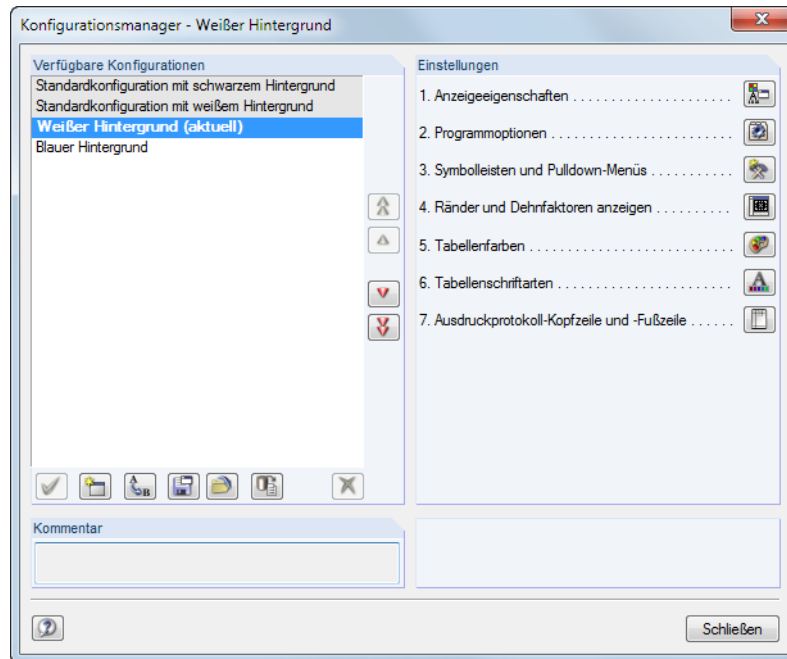 Konfigurationsmanager - Weißer Hintergrund
Verfügbare Konfigurationen
Standardkonfiguration mit schwarzem Hintergrund
Standardkonfiguration mit weißem Hintergrund
Weißer Hintergrund (aktuell)
Blauer Hintergrund
Kommentar
Einstellungen
1. Anzeigeeigenschaften . . . . . . . . . . . . . . . . . . . . .
2. Programmoptionen . . . . . . . . . . . . . . . . . . . . . . . .
3. Symbolleisten und Pulldown-Menüs . . . . . . . . . . .
4. Ränder und Dehnfaktoren anzeigen . . . . . . . . . .
5. Tabellenfarben . . . . . . . . . . . . . . . . . . . . . . . . . . .
6. Tabellenschriftarten . . . . . . . . . . . . . . . . . . . . . . .
7. Ausdruckprotokoll-Kopfzeile und -Fußzeile . . . . . .
Schließen